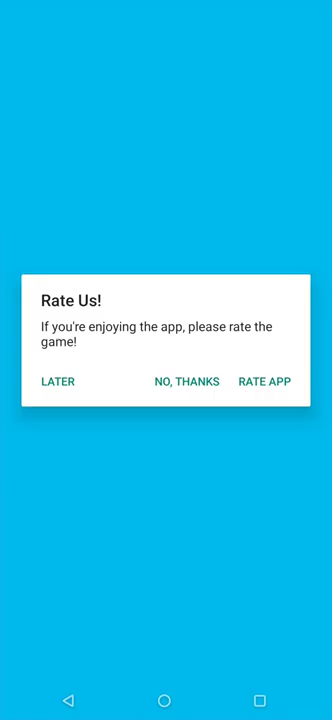 Rate Us!
If you're enjoying the app, please rate the
game!
LATER
NO, THANKS
RATE APP